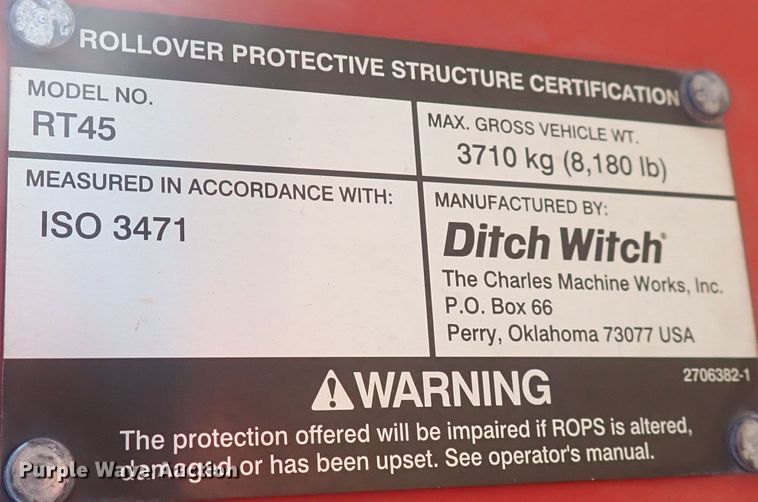 ROLLOVER PROTECTIVE STRUCTURE CERTIFICATION
MODEL NO.
RT45
MAX. GROSS VEHICLE WT.
3710 kg (8,180 lb)
MEASURED IN ACCORDANCE WITH:
ISO 3471
MANUFACTURED BY:
Ditch Witch®
The Charles Machine Works, Inc.
P.O. Box 66
Perry, Oklahoma 73077 USA
2706382-1
WARNING
The protection offered will be impaired if ROPS is altered,
damaged, or has been upset. See operator's manual.
Purple Wave Auction